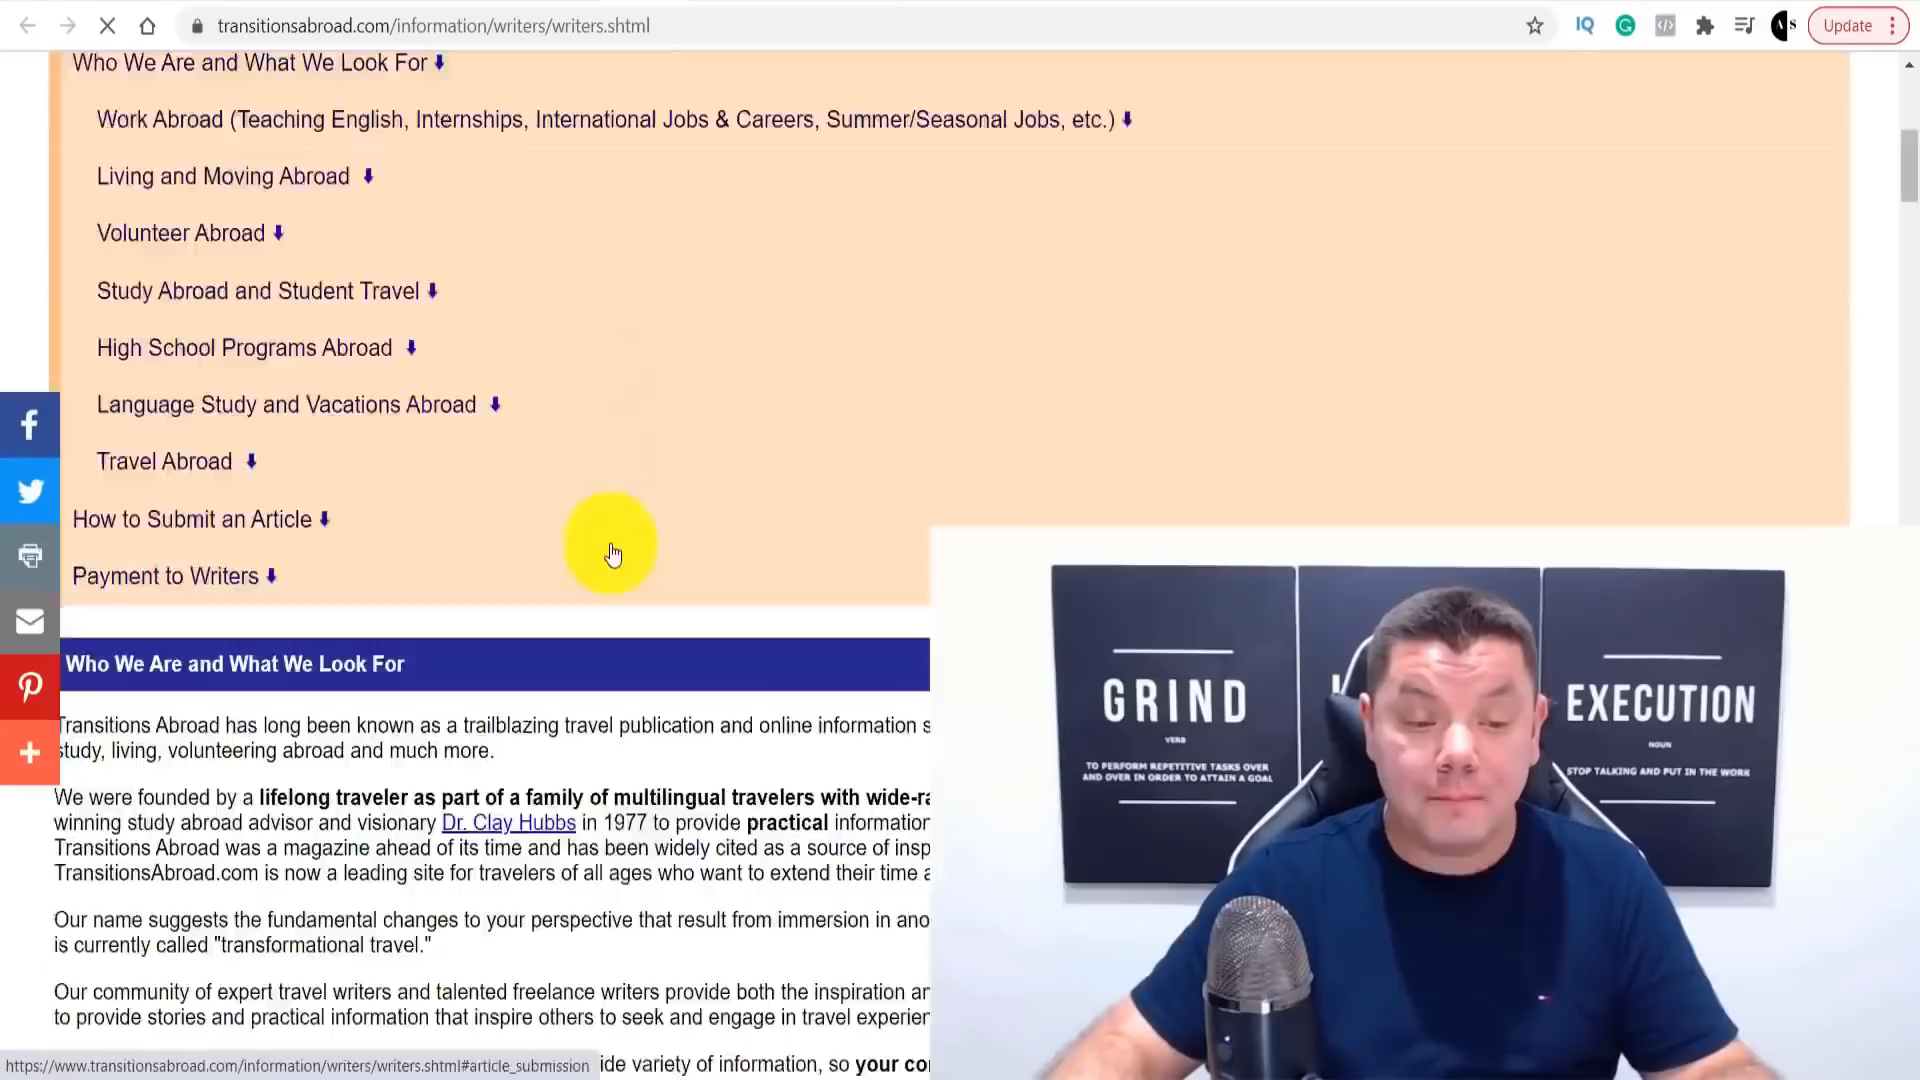 transitionsabroad.com/information/writers/writers.shtml
Update
Who We Are and What We Look For
Work Abroad (Teaching English, Internships, International Jobs & Careers, Summer/Seasonal Jobs, etc.)
Living and Moving Abroad
Volunteer Abroad
Study Abroad and Student Travel
High School Programs Abroad
Language Study and Vacations Abroad
Travel Abroad
How to Submit an Article
Payment to Writers
Who We Are and What We Look For
Transitions Abroad has long been known as a trailblazing travel publication and online information
study, living, volunteering abroad and much more.
We were founded by a lifelong traveler as part of a family of multilingual travelers with
winning study abroad advisor and visionary Dr. Clay Hubbs in 1977 to provide practical information
Transitions Abroad was a magazine ahead of its time and has been widely cited as a source of
TransitionsAbroad.com is now a leading site for travelers of all ages who want to extend their time
Our name suggests the fundamental changes to your perspective that result from immersion in
is currently called "transformational travel."
Our community of expert travel writers and talented freelance writers provide both the inspiration
to provide stories and practical information that inspire others to seek and engage in travel
https://www.transitionsabroad.com/information/writers/writers.shtml#article_submission
variety of information, so your
GRIND
VERB
TO PERFORM REPETITIVE TASKS OVER
AND OVER IN ORDER TO ATTAIN A GOAL
EXECUTION
NOUN
STOP TALKING AND PUT IN THE WORK